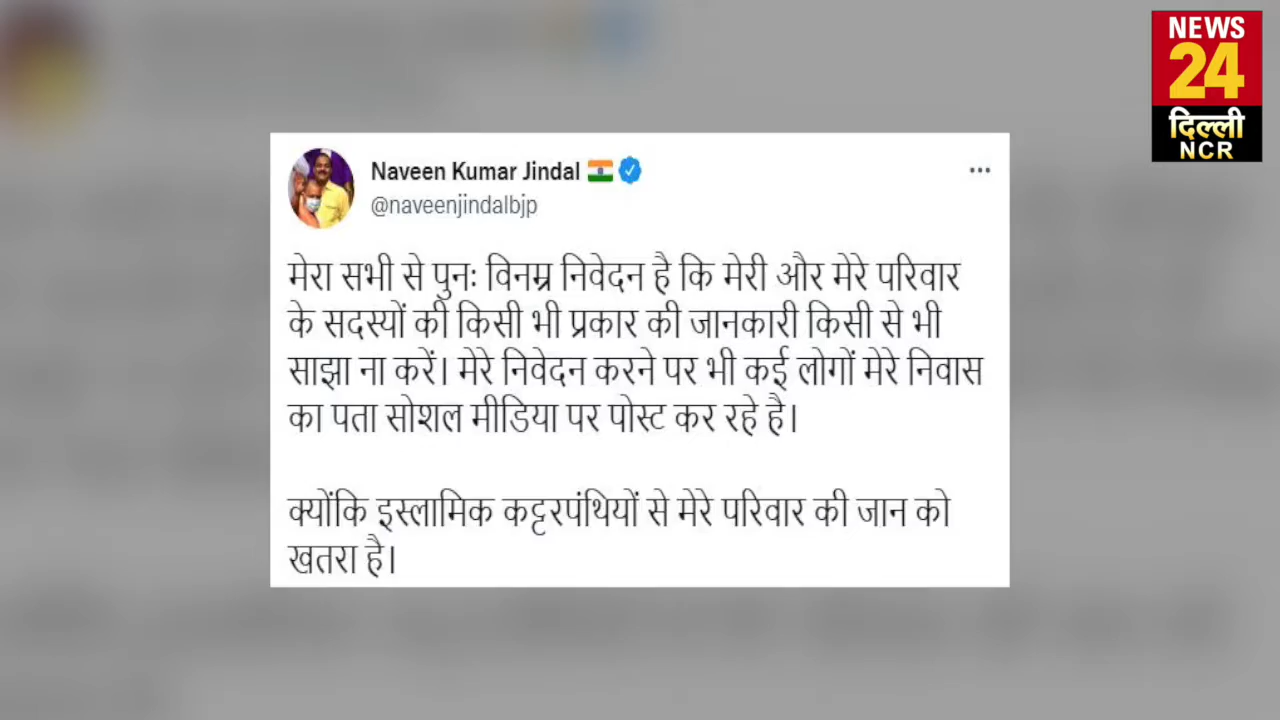 NEWS
24
दिल्ली
NCR
Naveen Kumar Jindal
@naveenjindalbjp
मेरा सभी से पुनः विनम्र निवेदन है कि मेरी और मेरे परिवार
के सदस्यों की किसी भी प्रकार की जानकारी किसी से भी
साझा ना करें। मेरे निवेदन करने पर भी कई लोगों मेरे निवास
का पता सोशल मीडिया पर पोस्ट कर रहे है।
क्योंकि इस्लामिक कट्टरपंथियों से मेरे परिवार की जान को
खतरा है।